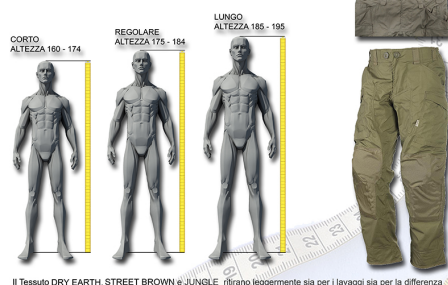 LUNGO
ALTEZZA 185 - 195
REGOLARE
ALTEZZA 175 - 184
CORTO
ALTEZZA 160 - 174
Il Tessuto DRY EARTH, STREET BROWN e JUNGLE ritirano leggermente sia per i lavaggi sia per la differenza